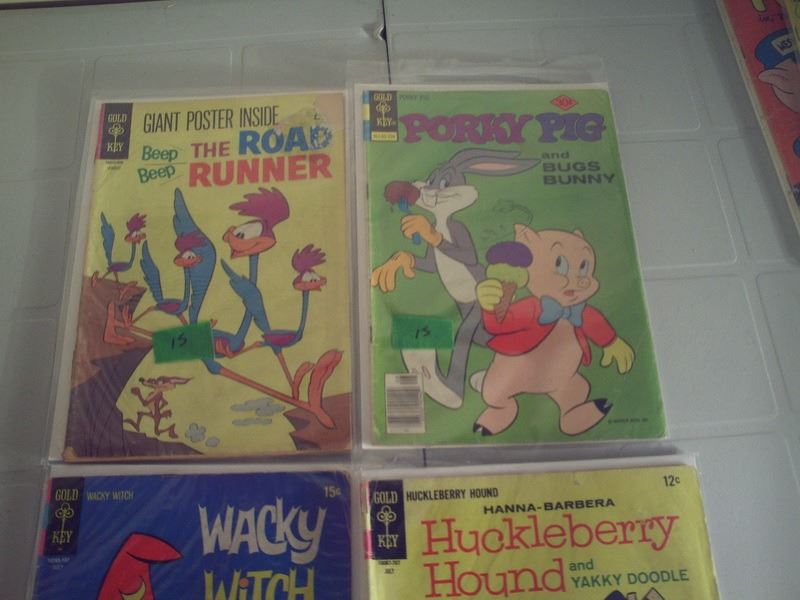 GOLD
KEY
GIANT POSTER INSIDE
Beep
Beep
THE ROAD
RUNNER
15
GOLD
KEY
PORKY PIG
30¢
PORKY PIG
and
BUGS
BUNNY
15
GOLD
KEY
WACKY WITCH
15¢
WACKY
WITCH
GOLD
KEY
HUCKLEBERRY HOUND
12¢
HANNA-BARBERA
Huckleberry
Hound and
YAKKY DOODLE